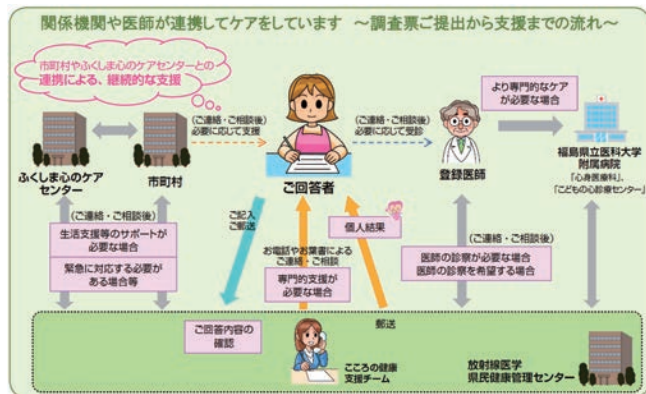 関係機関や医師が連携してケアをしています ～調査票ご提出から支援までの流れ～
市町村やふくしま心のケアセンターとの
連携による、継続的な支援
ふくしま心のケア
センター
市町村
(ご連絡・ご相談後)
必要に応じて支援
ご回答者
(ご連絡・ご相談後)
必要に応じて受診
登録医師
より専門的なケア
が必要な場合
福島県立医科大学
附属病院
「心身医療科」、
「こどもの心診療センター」
(ご連絡・ご相談後)
生活支援等のサポートが
必要な場合
緊急に対応する必要が
ある場合等
ご記入
ご郵送
お電話やお葉書による
ご連絡・ご相談
専門的支援が
必要な場合
個人結果
(ご連絡・ご相談後)
医師の診察が必要な場合
医師の診察を希望する場合
ご回答内容の
確認
こころの健康
支援チーム
郵送
放射線医学
県民健康管理センター